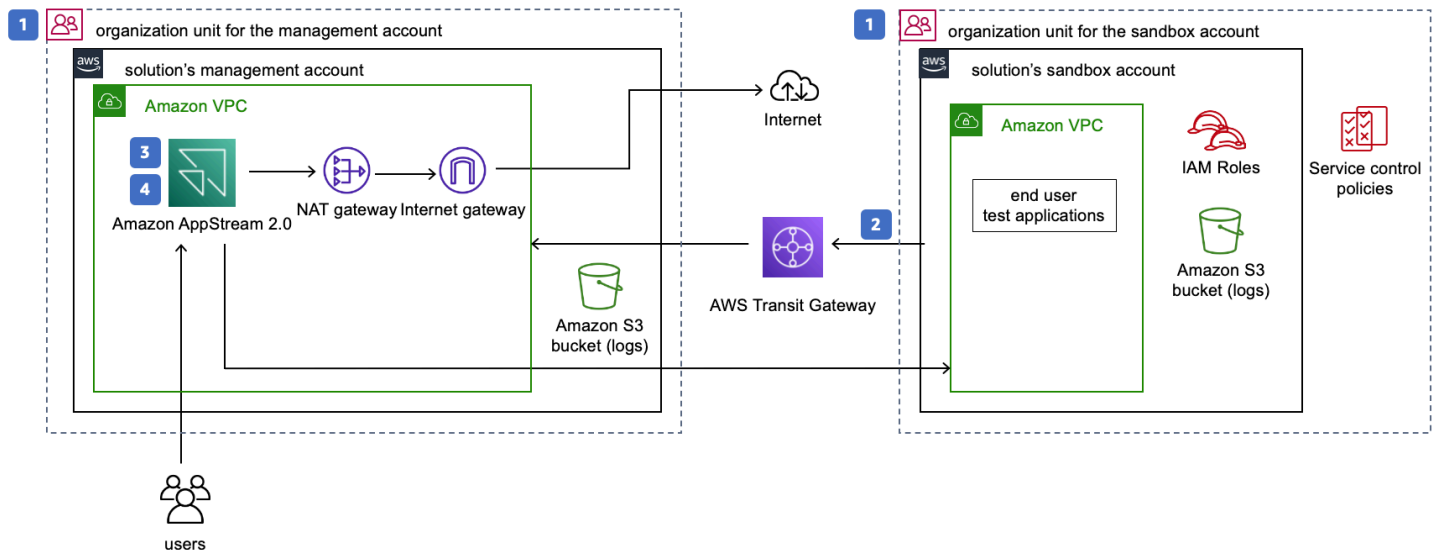 1
organization unit for the management account
aws
solution's management account
Amazon VPC
3
4
Amazon AppStream 2.0
NAT gateway
Internet gateway
Internet
Amazon S3
bucket (logs)
users
AWS Transit Gateway
2
1
organization unit for the sandbox account
aws
solution's sandbox account
Amazon VPC
end user
test applications
IAM Roles
Amazon S3
bucket (logs)
Service control
policies